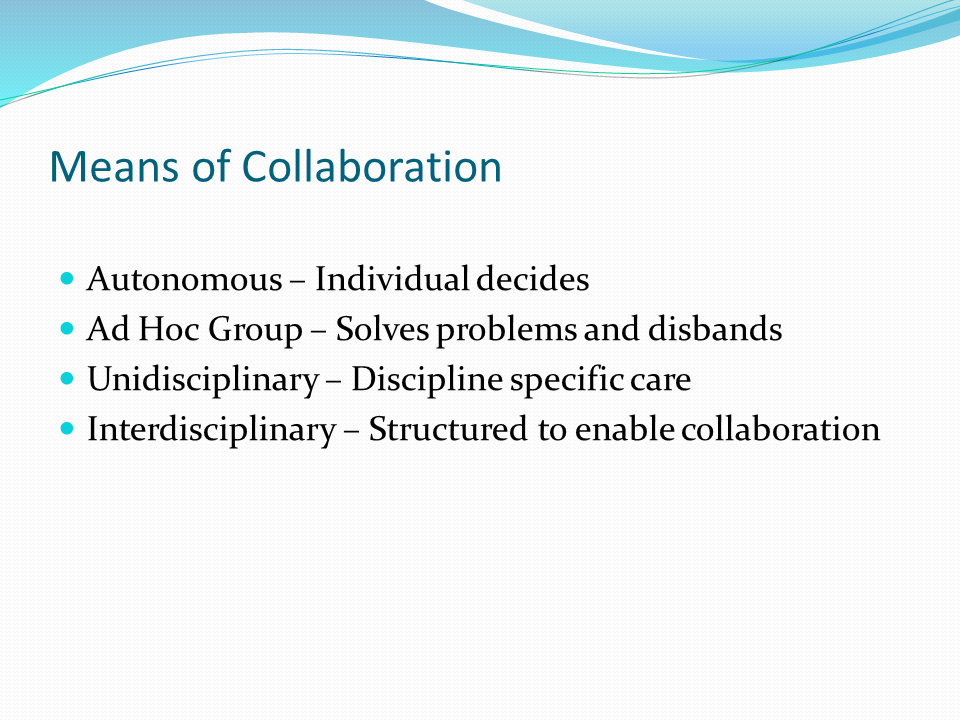 Means of Collaboration
Autonomous – Individual decides
Ad Hoc Group – Solves problems and disbands
Unidisciplinary – Discipline specific care
Interdisciplinary – Structured to enable collaboration